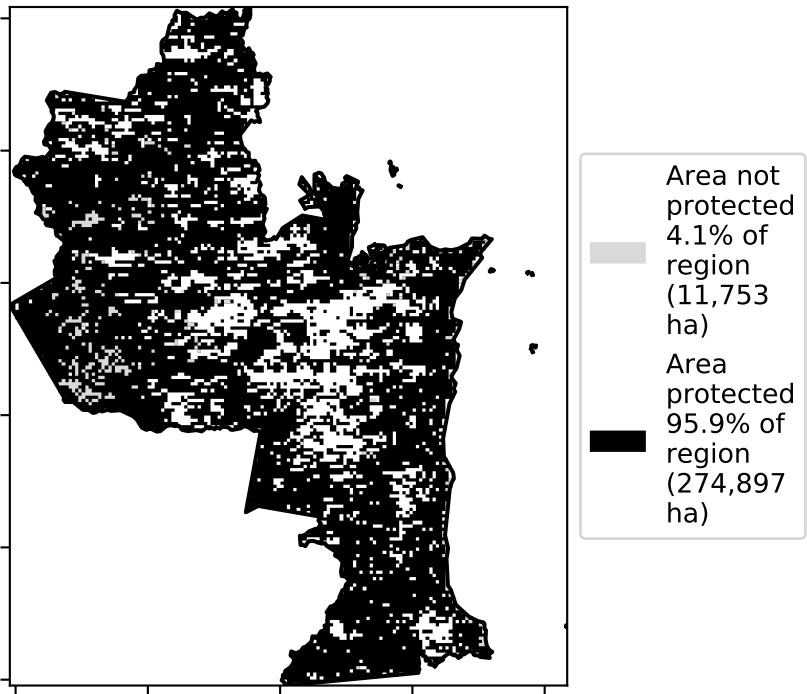 Area not
protected
4.1% of
region
(11,753
ha)
Area
protected
95.9% of
region
(274,897
ha)